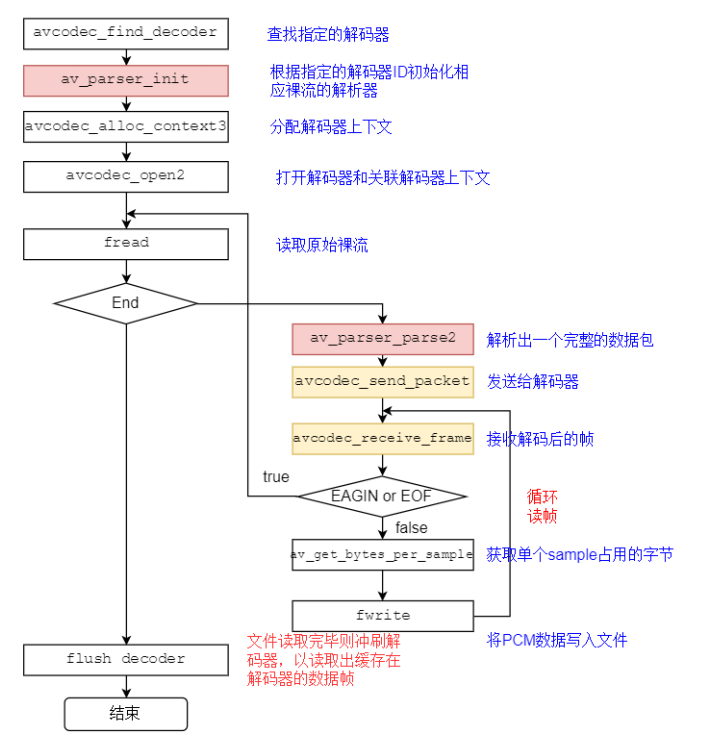 avcodec_find_decoder
查找指定的解码器
av_parser_init
根据指定的解码器ID初始化相
应裸流的解析器
avcodec_alloc_context3
分配解码器上下文
avcodec_open2
打开解码器和关联解码器上下文
fread
读取原始裸流
End
av_parser_parse2
解析出一个完整的数据包
avcodec_send_packet
发送给解码器
avcodec_receive_frame
接收解码后的帧
true
EAGIN or EOF
循环
读帧
false
av_get_bytes_per_sample
获取单个sample占用的字节
fwrite
将PCM数据写入文件
flush decoder
文件读取完毕则冲刷解
码器，以读取出缓存在
解码器的数据帧
结束